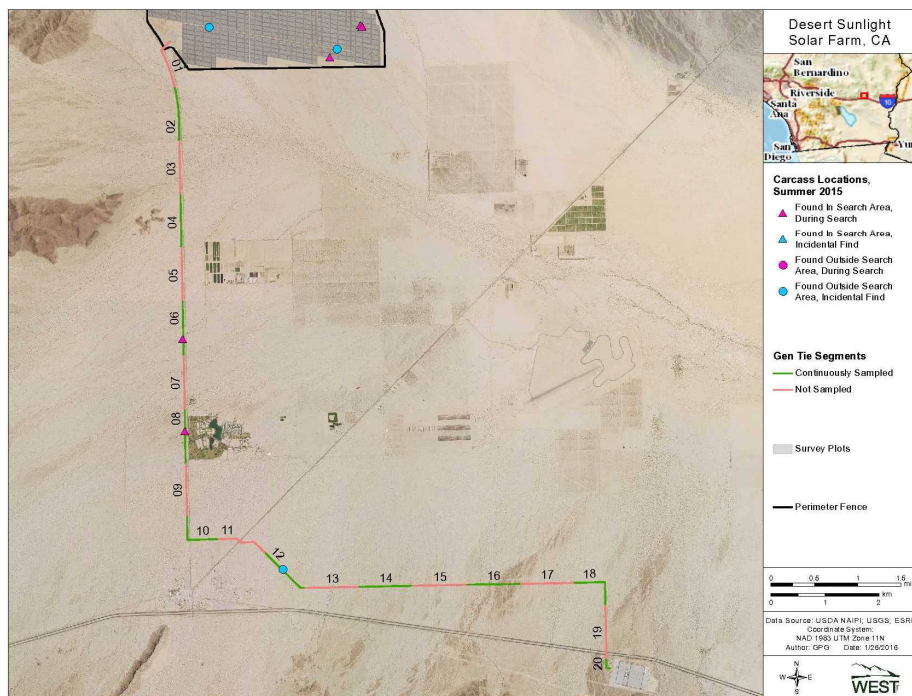 Desert Sunlight
Solar Farm, CA
San
Bernardino
Riverside
Santa
Ana
10
San
Diego
Yu
Carcass Locations,
Summer 2015
Found In Search Area,
During Search
Found In Search Area,
Incidental Find
Found Outside Search
Area, During Search
Found Outside Search
Area, Incidental Find
Gen Tie Segments
Continuously Sampled
Not Sampled
Survey Plots
Perimeter Fence
0 0.5 1 1.5
mi
km
0 1 2
Data Source: USDA NAIPI; USGS; ESRI
Coordinate System:
NAD 1983 UTM Zone 11N
Author: GPG Date: 1/26/2016
N
W E
S
WEST
01
02
03
04
05
06
07
08
09
10
11
12
13
14
15
16
17
18
19
20